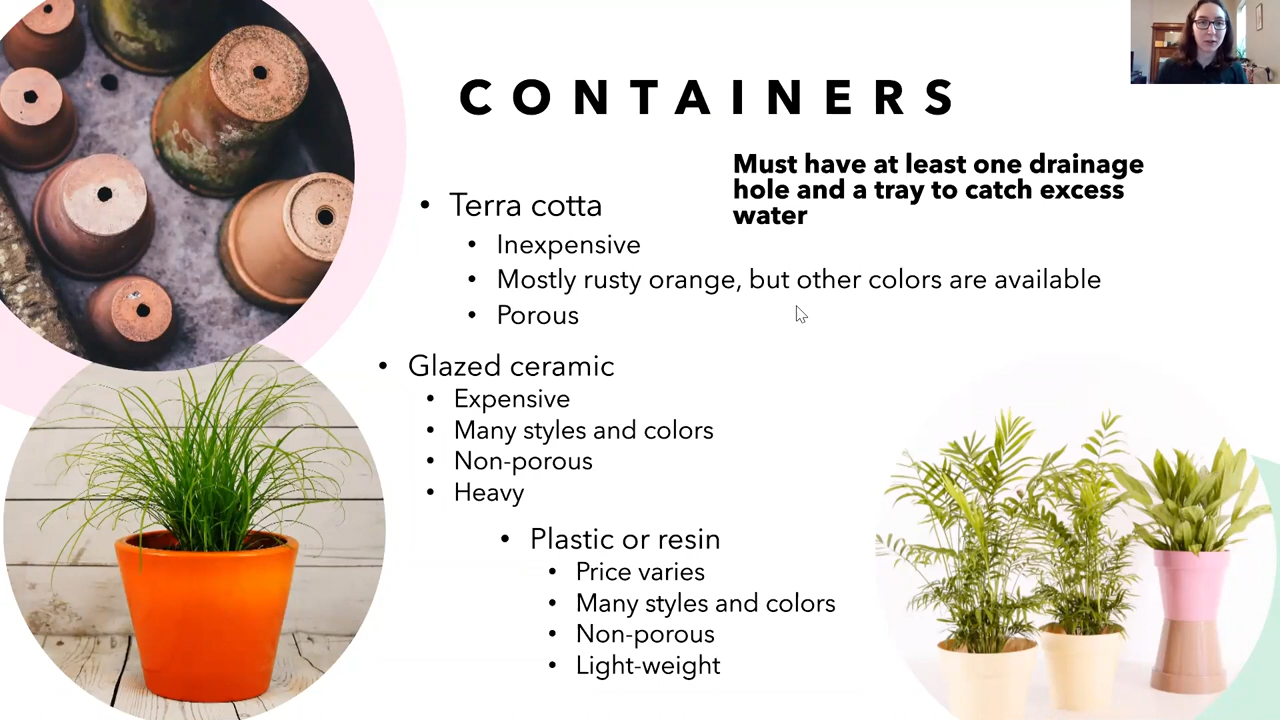 CONTAINERS
Must have at least one drainage
hole and a tray to catch excess
water
• Terra cotta
• Inexpensive
• Mostly rusty orange, but other colors are available
• Porous
• Glazed ceramic
• Expensive
• Many styles and colors
• Non-porous
• Heavy
• Plastic or resin
• Price varies
• Many styles and colors
• Non-porous
• Light-weight